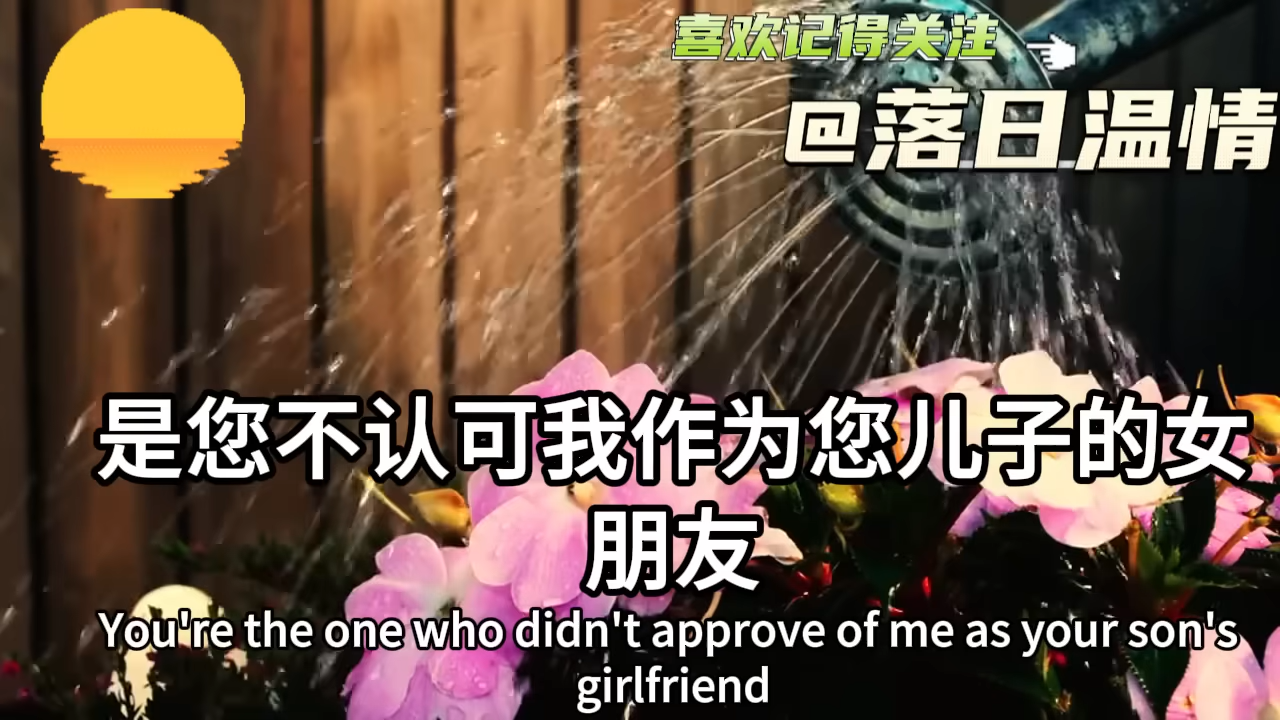 喜欢记得关注
@落日温情
是您不认可我作为您儿子的女
朋友
You're the one who didn't approve of me as your son's
girlfriend